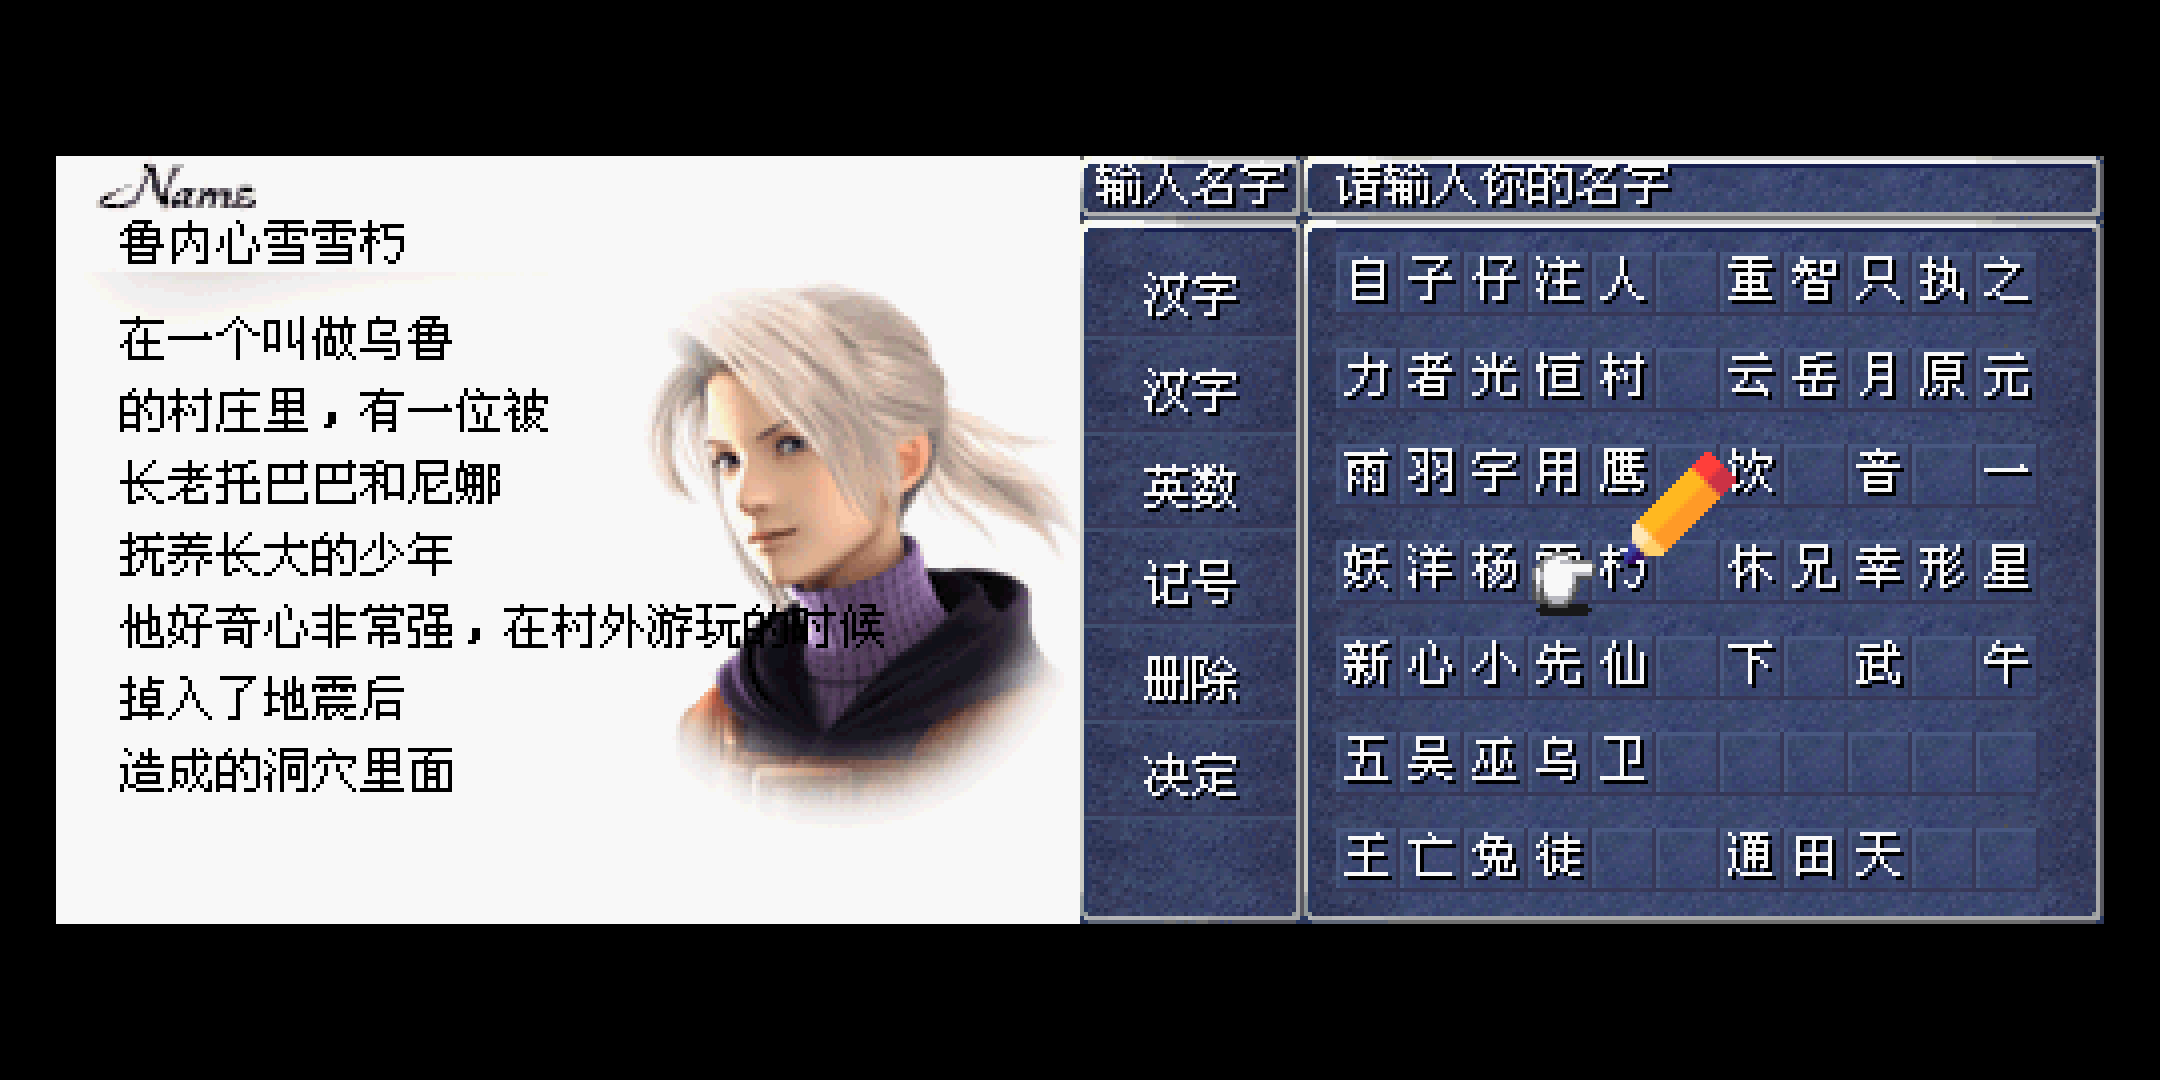 Name
鲁内心雪雪朽
在一个叫做乌鲁
的村庄里，有一位被
长老托巴巴和尼娜
抚养长大的少年
他好奇心非常强，在村外游玩的时候
掉入了地震后
造成的洞穴里面
输入名字
汉字
汉字
英数
记号
删除
决定
请输入你的名字
自 子 仔 注 人 重 智 只 执 之
力 者 光 恒 村 云 岳 月 原 元
雨 羽 宇 用 鹰 饮 音 一
妖 洋 杨 朽 休 兄 幸 形 星
新 心 小 先 仙 下 武 午
五 吴 巫 乌 卫
王 亡 兔 徒 通 田 天